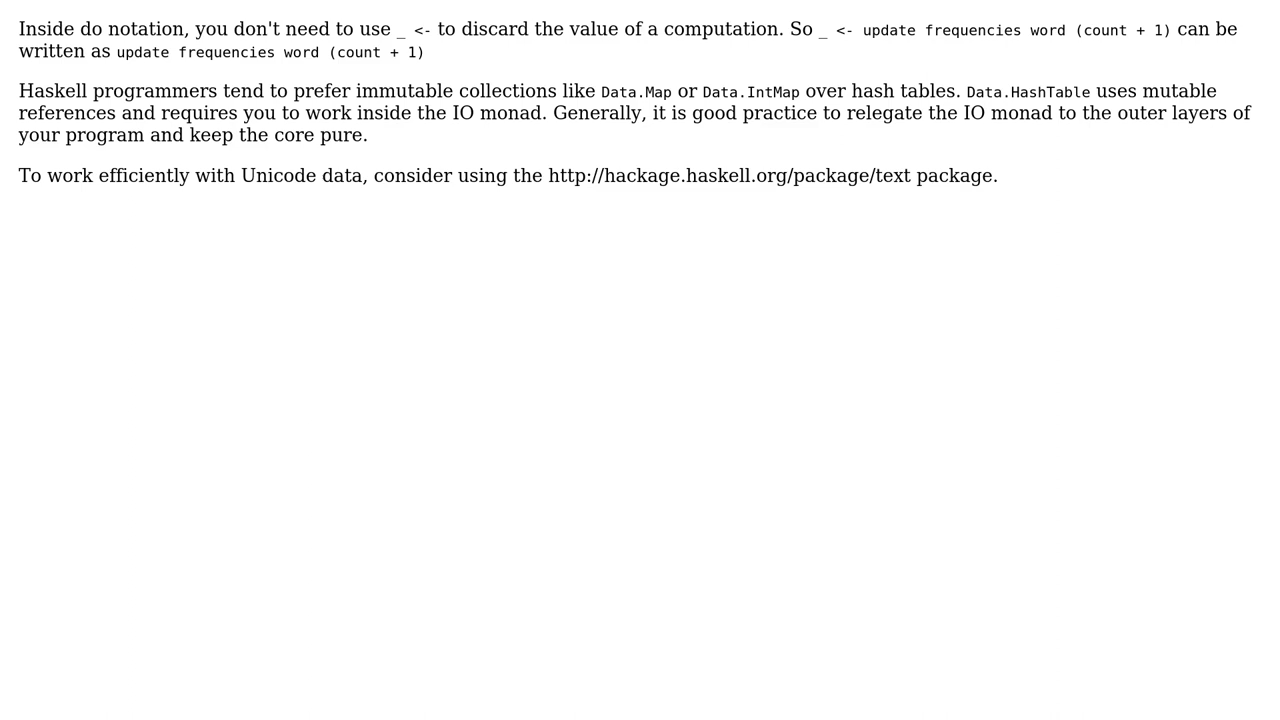 Inside do notation, you don't need to use _ <- to discard the value of a computation. So _ <- update frequencies word (count + 1) can be
written as update frequencies word (count + 1)
Haskell programmers tend to prefer immutable collections like Data.Map or Data.IntMap over hash tables. Data.HashTable uses mutable
references and requires you to work inside the IO monad. Generally, it is good practice to relegate the IO monad to the outer layers of
your program and keep the core pure.
To work efficiently with Unicode data, consider using the http://hackage.haskell.org/package/text package.